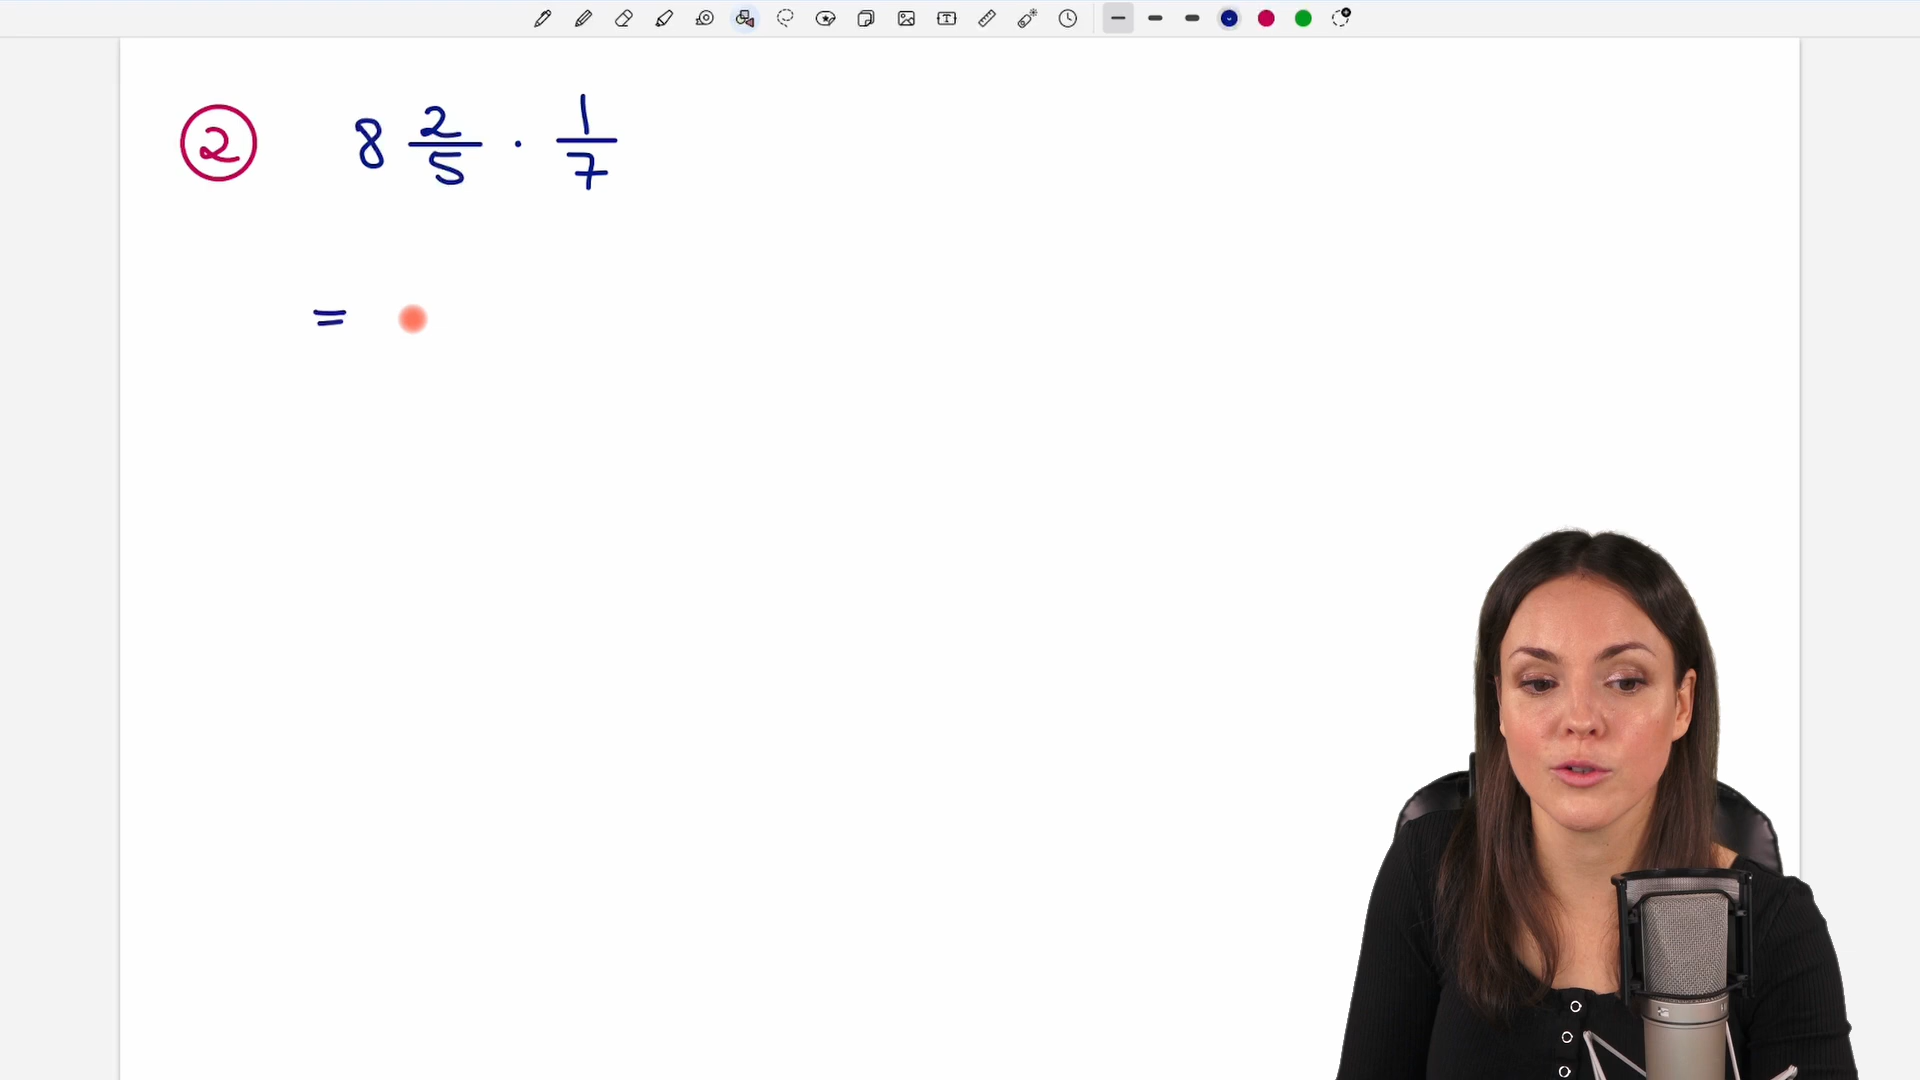 ② 8 2/5 · 1/7
=